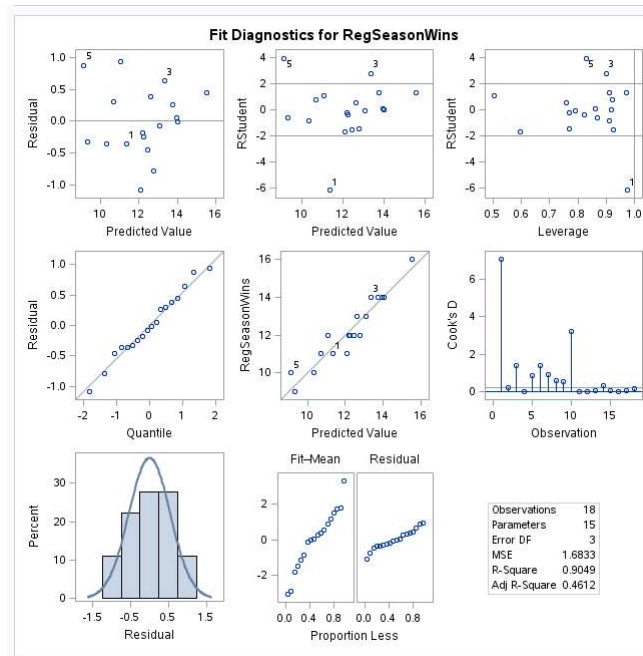 Fit Diagnostics for RegSeasonWins
1.0
0.5
0.0
-0.5
-1.0
Residual
5
3
1
10 12 14 16
Predicted Value
4
2
0
-2
-4
-6
RStudent
5
3
1
10 12 14 16
Predicted Value
4
2
0
-2
-4
-6
RStudent
5
3
1
0.5 0.6 0.7 0.8 0.9 1.0
Leverage
1.0
0.5
0.0
-0.5
-1.0
Residual
-2 -1 0 1 2
Quantile
16
14
12
10
RegSeasonWins
5
3
1
10 12 14 16
Predicted Value
6
4
2
0
Cook's D
0 5 10 15
Observation
30
20
10
0
Percent
-1.5 -0.5 0.5 1.5
Residual
Fit–Mean Residual
2
0
-2
0.0 0.4 0.8 0.0 0.4 0.8
Proportion Less
Observations 18
Parameters 15
Error DF 3
MSE 1.6833
R-Square 0.9049
Adj R-Square 0.4612